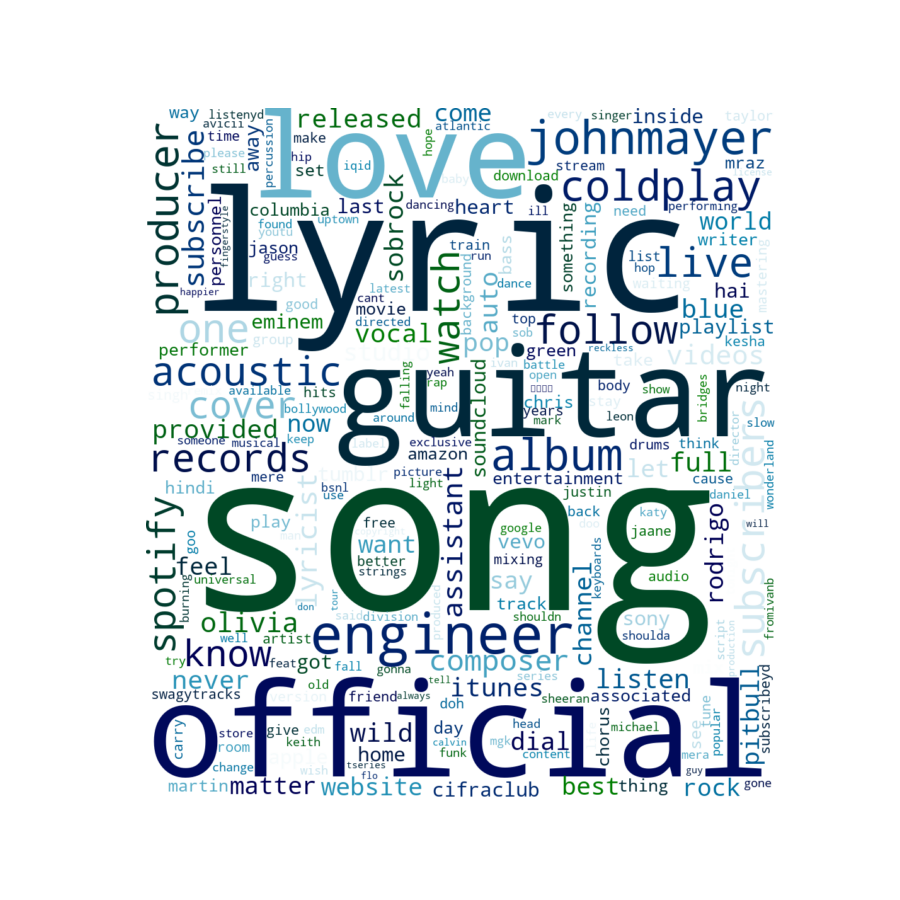 way listenyd released come every singer inside taylor
avicii atlantic
time percussion make love hope johnmayer
please away hip iqid stream mraz
still set download license
producer subscribe baby coldplay
personnel columbia last dancing heart ill performing
fingerstyle found uptown sobrock lyric something recording need world
youtu writer
jason train list
guess run hop live mastering
right background bass dance waiting hai
happier latest
cant movie watch auto
good directed top blue
one eminem vocal sob follow playlist
group pop green reckless kesha
performer ivan battle take videos
acoustic yeah open body show night
hits falling rap guitar stay bridges
available chris
cover bollywood mind years leon slow
provided now around mark director
someone musical label exclusive drums think
records keep soundcloud amazon album let full cause wonderland
mere picture entertainment
hindi bsnl tumblr light justin daniel
use assistant back subscribers
spotify goo play lyricist free song google doo katy will
want vevo jaane rodrigo
feel man better mixing
universal strings say keyboards audio
burning don tour track sony fromivanb
olivia said division produced shouldn shoulda
well artist engineer channel script
know production
try feat got fall gonna composer
never old tell series listen
swagytracks version friend always itunes sheeran associated subscribeyd
official
store give edm wild day doh head chorus michael see tune popular pitbull
carry room keith home calvin mgk dial mera
apple funk content
change wish tseries guy
flo
martin matter website cifraclub best thing rock gone